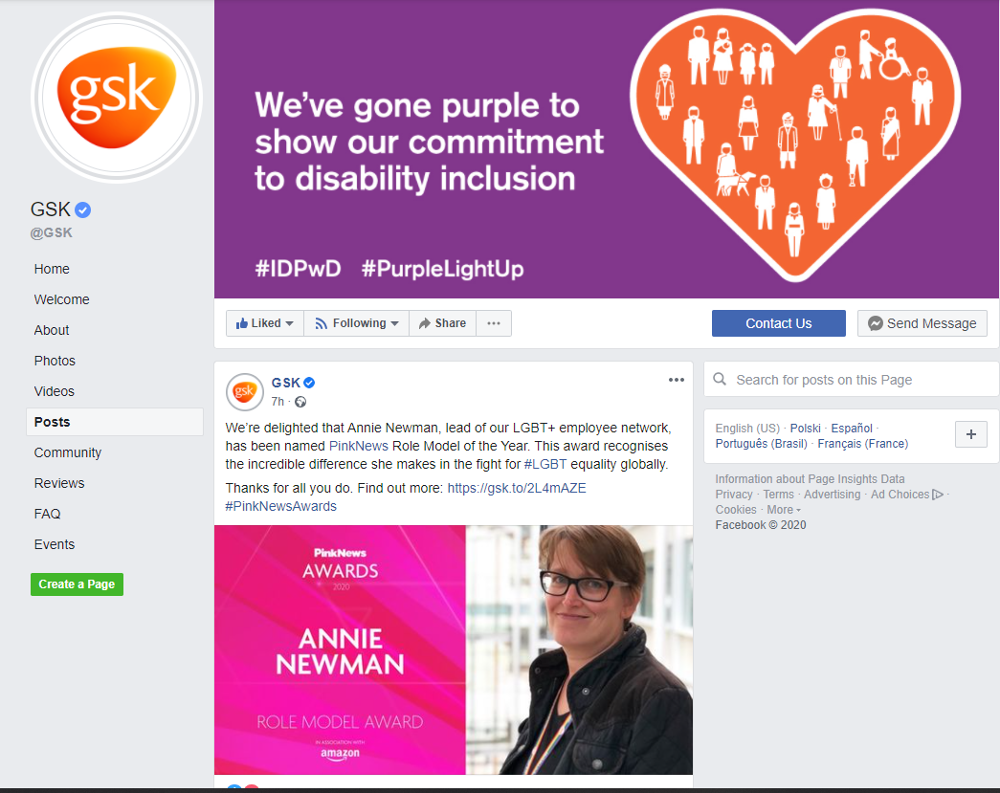 gsk
We've gone purple to
show our commitment
to disability inclusion
#IDPwD #PurpleLightUp
GSK
@GSK
Home
Welcome
About
Photos
Videos
Posts
Community
Reviews
FAQ
Events
Create a Page
Liked Following Share ...
Contact Us Send Message
gsk
GSK
7h ·
We're delighted that Annie Newman, lead of our LGBT+ employee network,
has been named PinkNews Role Model of the Year. This award recognises
the incredible difference she makes in the fight for #LGBT equality globally.
Thanks for all you do. Find out more: https://gsk.to/2L4mAZE
#PinkNewsAwards
PinkNews
AWARDS
2020
ANNIE
NEWMAN
ROLE MODEL AWARD
IN ASSOCIATION WITH
amazon
Search for posts on this Page
English (US) · Polski · Español ·
Português (Brasil) · Français (France)
+
Information about Page Insights Data
Privacy · Terms · Advertising · Ad Choices ·
Cookies · More
Facebook © 2020